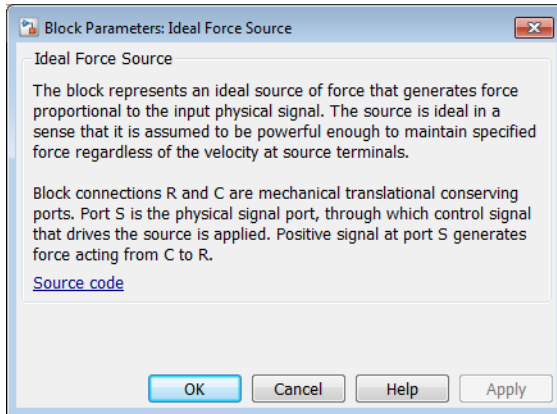 Block Parameters: Ideal Force Source
Ideal Force Source
The block represents an ideal source of force that generates force
proportional to the input physical signal. The source is ideal in a
sense that it is assumed to be powerful enough to maintain specified
force regardless of the velocity at source terminals.
Block connections R and C are mechanical translational conserving
ports. Port S is the physical signal port, through which control signal
that drives the source is applied. Positive signal at port S generates
force acting from C to R.
Source code
OK Cancel Help Apply